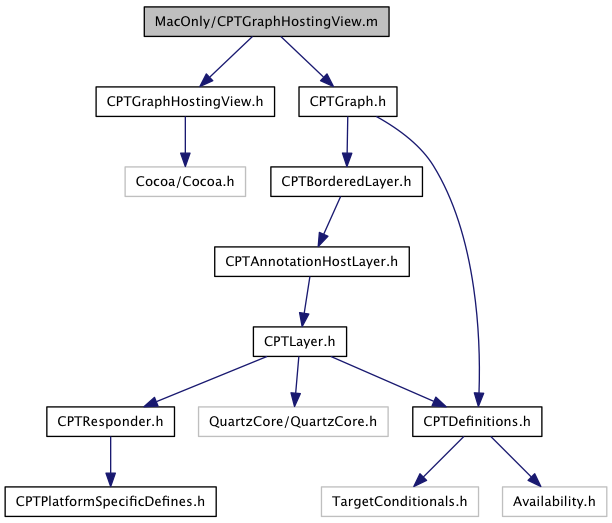 MacOnly/CPTGraphHostingView.m
CPTGraphHostingView.h
CPTGraph.h
Cocoa/Cocoa.h
CPTBorderedLayer.h
CPTAnnotationHostLayer.h
CPTLayer.h
CPTResponder.h
QuartzCore/QuartzCore.h
CPTDefinitions.h
CPTPlatformSpecificDefines.h
TargetConditionals.h
Availability.h